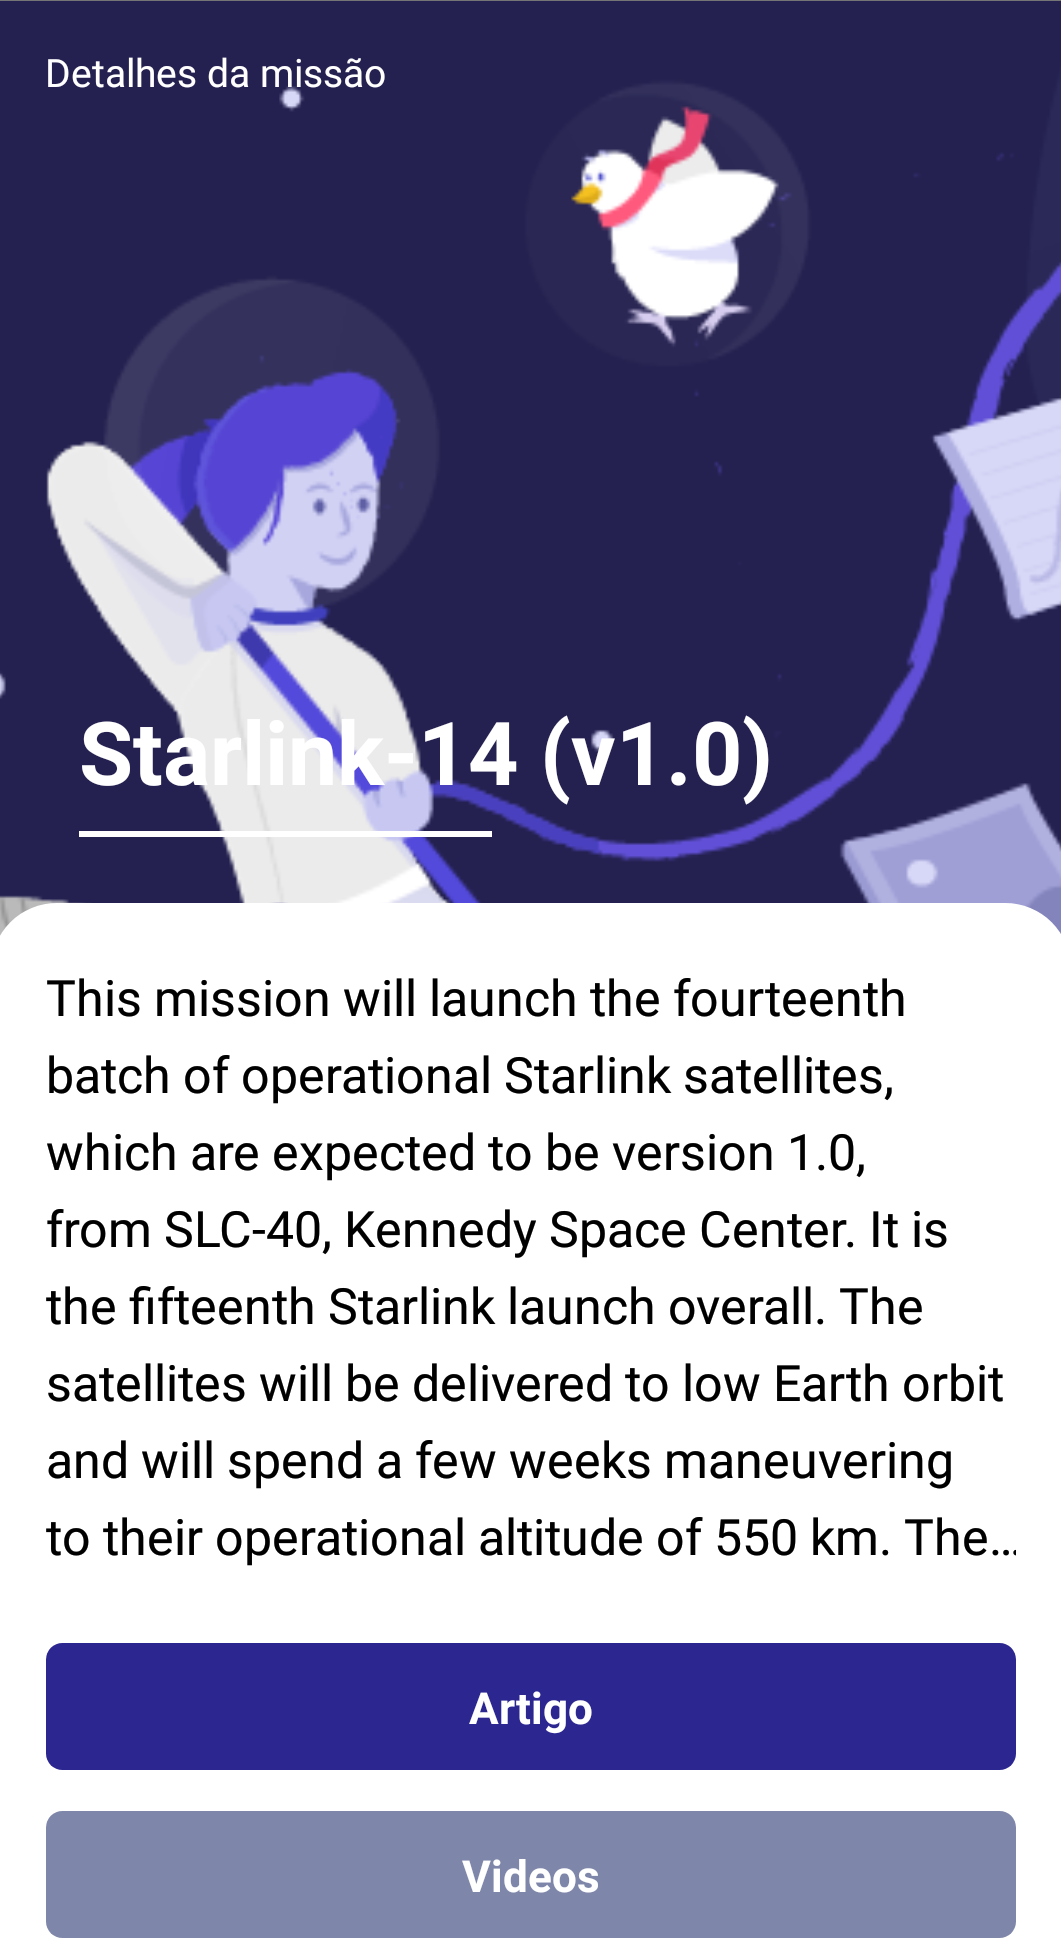 Detalhes da missão
Starlink-14 (v1.0)
This mission will launch the fourteenth
batch of operational Starlink satellites,
which are expected to be version 1.0,
from SLC-40, Kennedy Space Center. It is
the fifteenth Starlink launch overall. The
satellites will be delivered to low Earth orbit
and will spend a few weeks maneuvering
to their operational altitude of 550 km. The…
Artigo
Videos